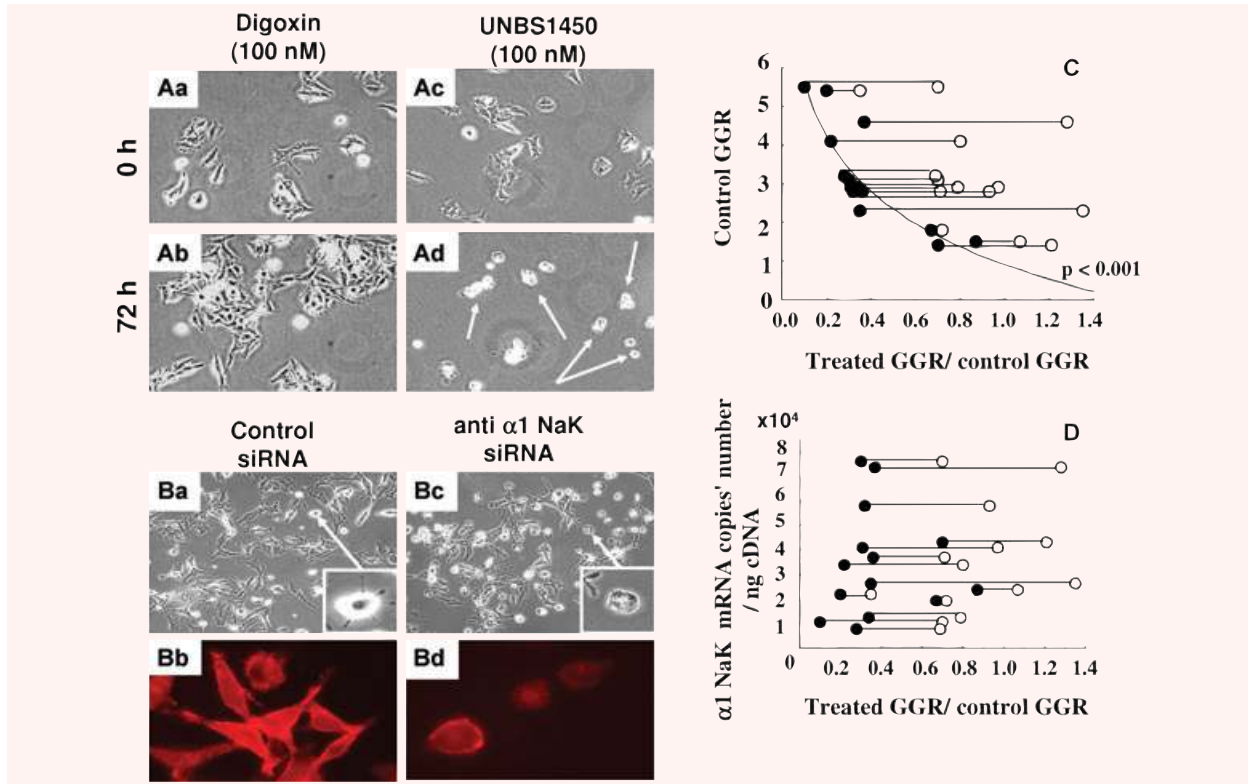 Digoxin
(100 nM)
UNBS1450
(100 nM)
0 h
72 h
Aa
Ac
Ab
Ad
Control
siRNA
anti α1 NaK
siRNA
Ba
Bc
Bb
Bd
C
Control GGR
6
5
4
3
2
1
0
p < 0.001
0.0 0.2 0.4 0.6 0.8 1.0 1.2 1.4
Treated GGR/ control GGR
D
x10⁴
α1 NaK mRNA copies' number
/ ng cDNA
8
7
6
5
4
3
2
1
0
0.2 0.4 0.6 0.8 1.0 1.2 1.4
Treated GGR/ control GGR